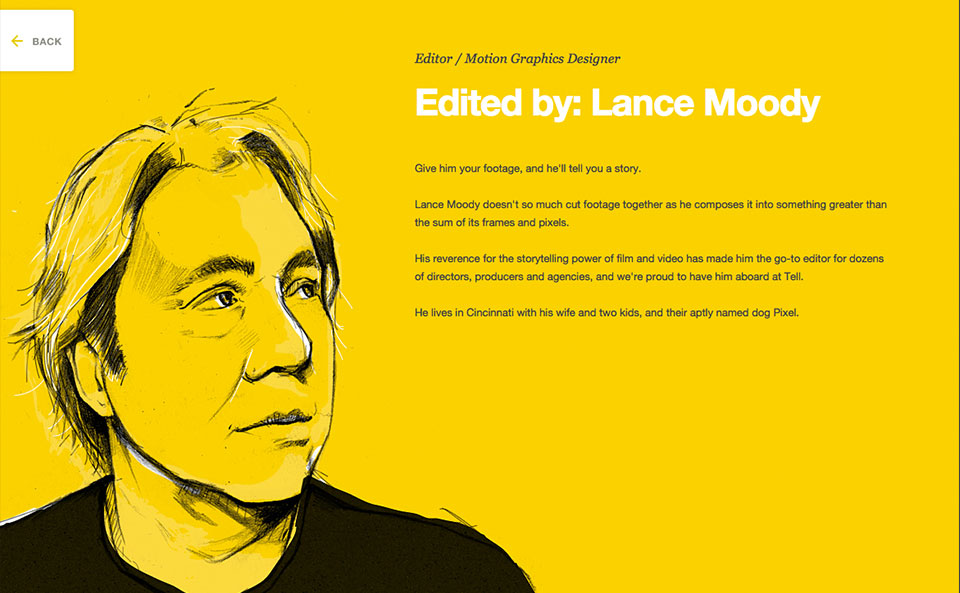 BACK
Editor / Motion Graphics Designer
Edited by: Lance Moody
Give him your footage, and he'll tell you a story.
Lance Moody doesn't so much cut footage together as he composes it into something greater than
the sum of its frames and pixels.
His reverence for the storytelling power of film and video has made him the go-to editor for dozens
of directors, producers and agencies, and we're proud to have him aboard at Tell.
He lives in Cincinnati with his wife and two kids, and their aptly named dog Pixel.